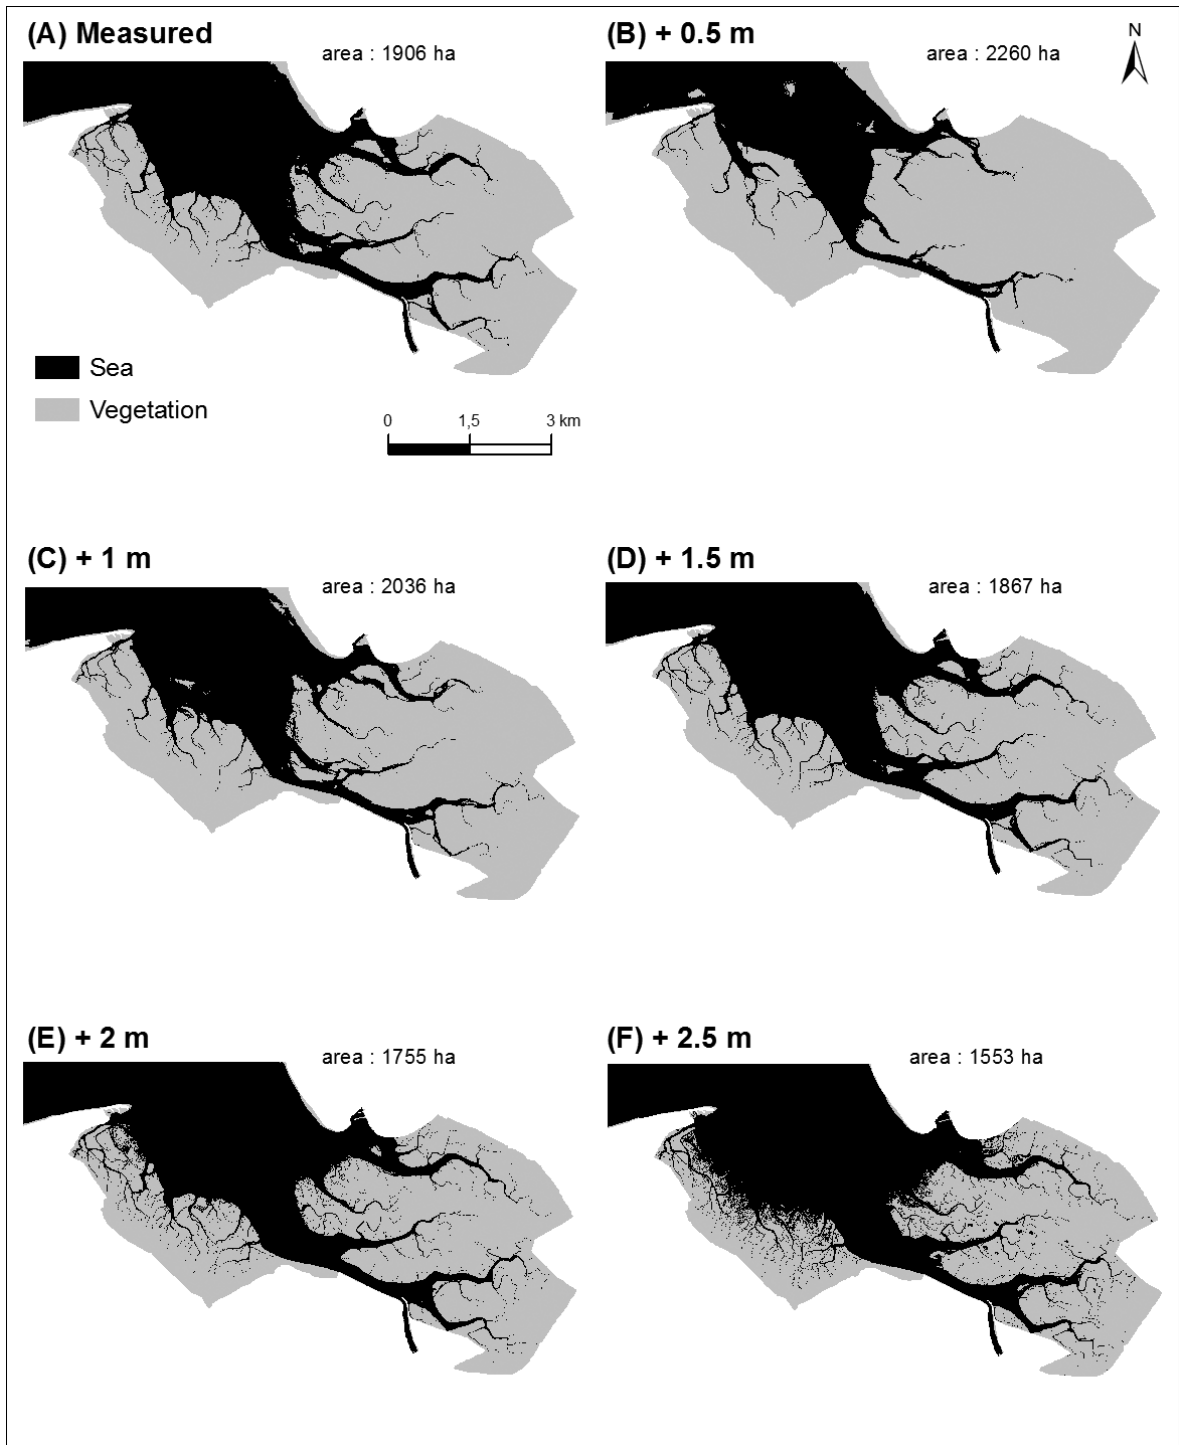 (A) Measured
area : 1906 ha
(B) + 0.5 m
area : 2260 ha
N
Sea
Vegetation
0 1,5 3 km
(C) + 1 m
area : 2036 ha
(D) + 1.5 m
area : 1867 ha
(E) + 2 m
area : 1755 ha
(F) + 2.5 m
area : 1553 ha